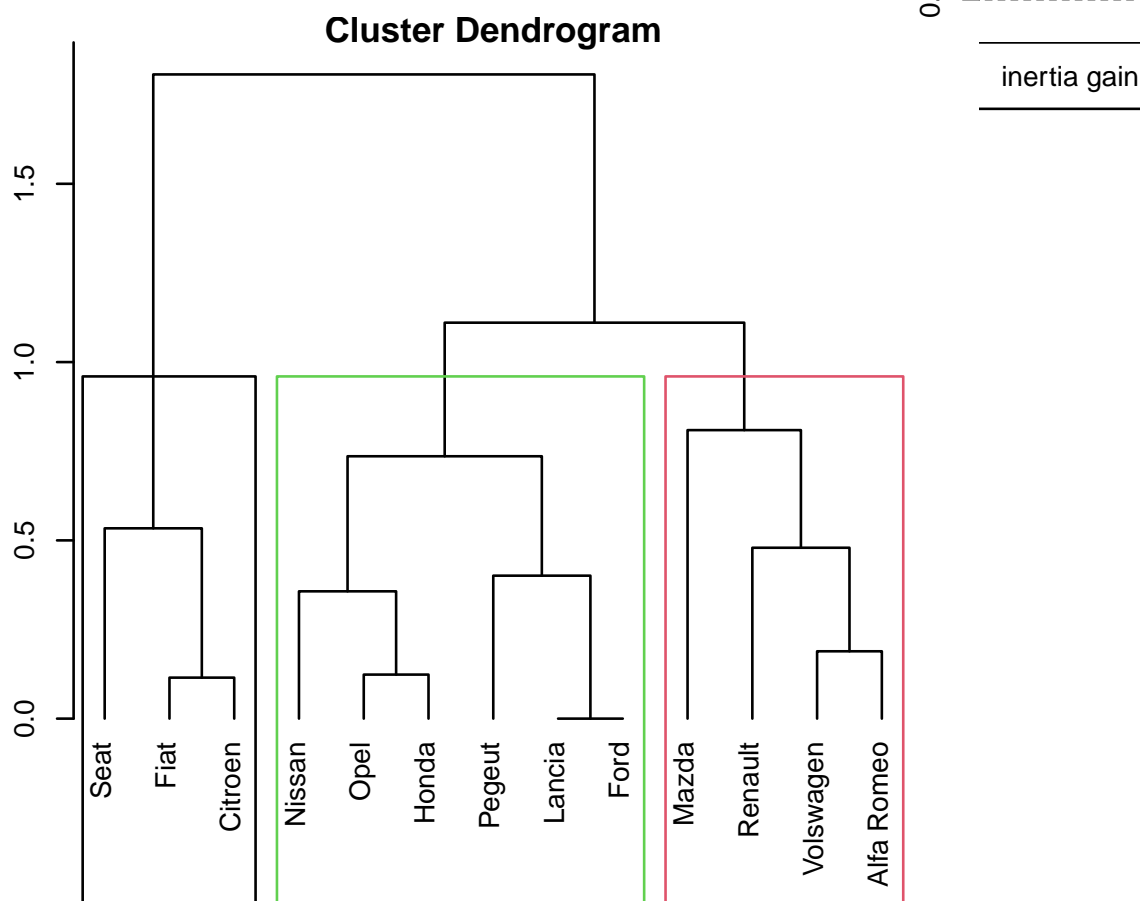 Cluster Dendrogram
inertia gain
1.5
1.0
0.5
0.0
Seat
Fiat
Citroen
Nissan
Opel
Honda
Pegeut
Lancia
Ford
Mazda
Renault
Volswagen
Alfa Romeo